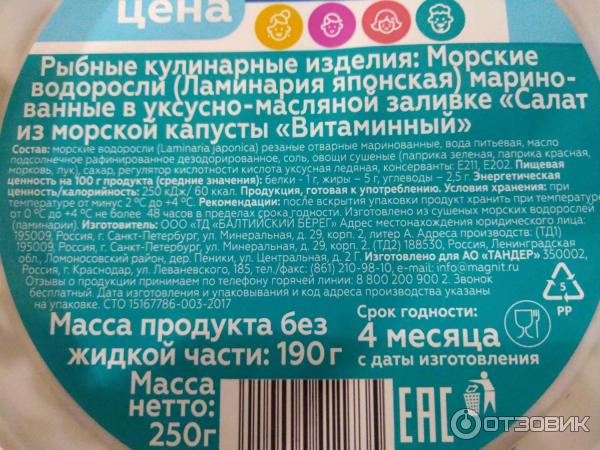 цена
Рыбные кулинарные изделия: Морские
водоросли (Ламинария японская) марино-
ванные в уксусно-масляной заливке «Салат
из морской капусты «Витаминный»
Состав: морские водоросли (Laminaria japonica) резаные отварные маринованные, вода питьевая, масло
подсолнечное рафинированное дезодорированное, соль, овощи сушеные (паприка зеленая, паприка красная,
морковь, лук), сахар, регулятор кислотности кислота уксусная ледяная, консерванты: E211, E202. Пищевая
ценность на 100 г продукта (средние значения): белки - 1 г, жиры – 5 г, углеводы – 2,5 г. Энергетическая
ценность/калорийность: 250 кДж/ 60 ккал. Продукция, готовая к употреблению. Условия хранения: при
температуре от минус 2 °C до +4 °C. Рекомендации: после вскрытия упаковки продукт хранить при температуре
от 0 °C до +4 °C не более 48 часов в пределах срока годности. Изготовлено из сушеных морских водорослей
(ламинарии). Изготовитель: ООО «ТД «БАЛТИЙСКИЙ БЕРЕГ» Адрес местонахождения юридического лица:
195009, Россия, г. Санкт-Петербург, ул. Минеральная, д. 29, корп. 2, литер А. Адреса производств: (ТД1)
195009, Россия, г. Санкт-Петербург, ул. Минеральная, д. 29, корп. 2. (ТД2) 188530, Россия, Ленинградская
обл., Ломоносовский район, дер. Пеники, ул. Центральная, д. 2 Г. Изготовлено для АО «ТАНДЕР» 350002,
Россия, г. Краснодар, ул. Леваневского, 185, тел./факс: (861) 210-98-10, e-mail: info@magnit.ru
Отзывы о продукции принимаем по телефону горячей линии: 8 800 200 900 2. Звонок
бесплатный. Дата изготовления и упаковывания и код адреса производства указаны
на упаковке. СТО 15167786-003-2017
Масса продукта без
жидкой части: 190 г
Масса
нетто:
250г
Срок годности:
4 месяца
с даты изготовления
5
PP
EAC
ОТЗОВИК